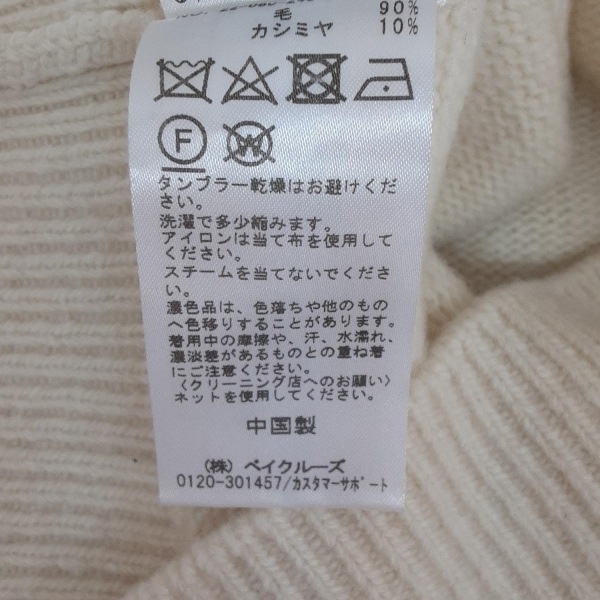 毛 90%
カシミヤ 10%
F W
タンブラー乾燥はお避けくだ
さい。
洗濯で多少縮みます。
アイロンは当て布を使用して
ください。
スチームを当てないでくださ
い。
濃色品は、色落ちや他のもの
へ色移りすることがあります。
着用中の摩擦や、汗、水濡れ、
濃淡差があるものとの重ね着
にご注意ください。
〈クリーニング店へのお願い〉
ネットを使用してください。
中国製
(株) ベイクルーズ
0120-301457/カスタマーサポート